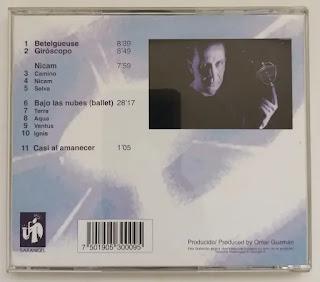 1 Betelgueuse 8'39
2 Giróscopo 8'49
Nicam 7'59
3 Camino
4 Nicam
5 Selva
6 Bajo las nubes (ballet) 28'17
7 Terra
8 Aqua
9 Ventus
10 Ignis
11 Casi al amanecer 1'05
7 501905 300095
Producido/ Produced by Omar Guzmán